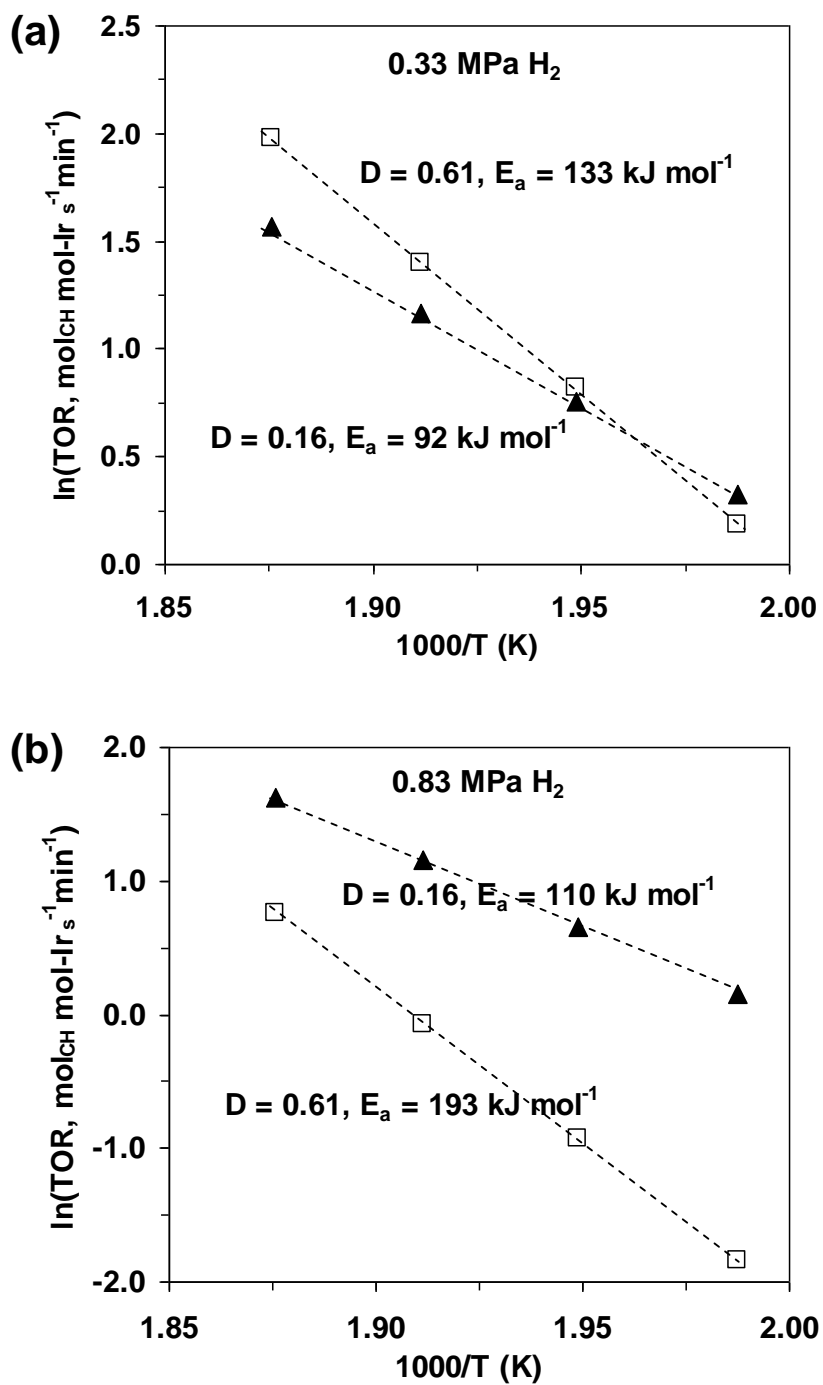 (a)
2.5
0.33 MPa H2
2.0
D = 0.61, Ea = 133 kJ mol-1
1.5
1.0
D = 0.16, Ea = 92 kJ mol-1
0.5
0.0
ln(TOR, molCH mol-Ir s-1min-1)
1.85 1.90 1.95 2.00
1000/T (K)
(b)
2.0
0.83 MPa H2
1.0
D = 0.16, Ea = 110 kJ mol-1
0.0
D = 0.61, Ea = 193 kJ mol-1
-1.0
-2.0
ln(TOR, molCH mol-Ir s-1min-1)
1.85 1.90 1.95 2.00
1000/T (K)